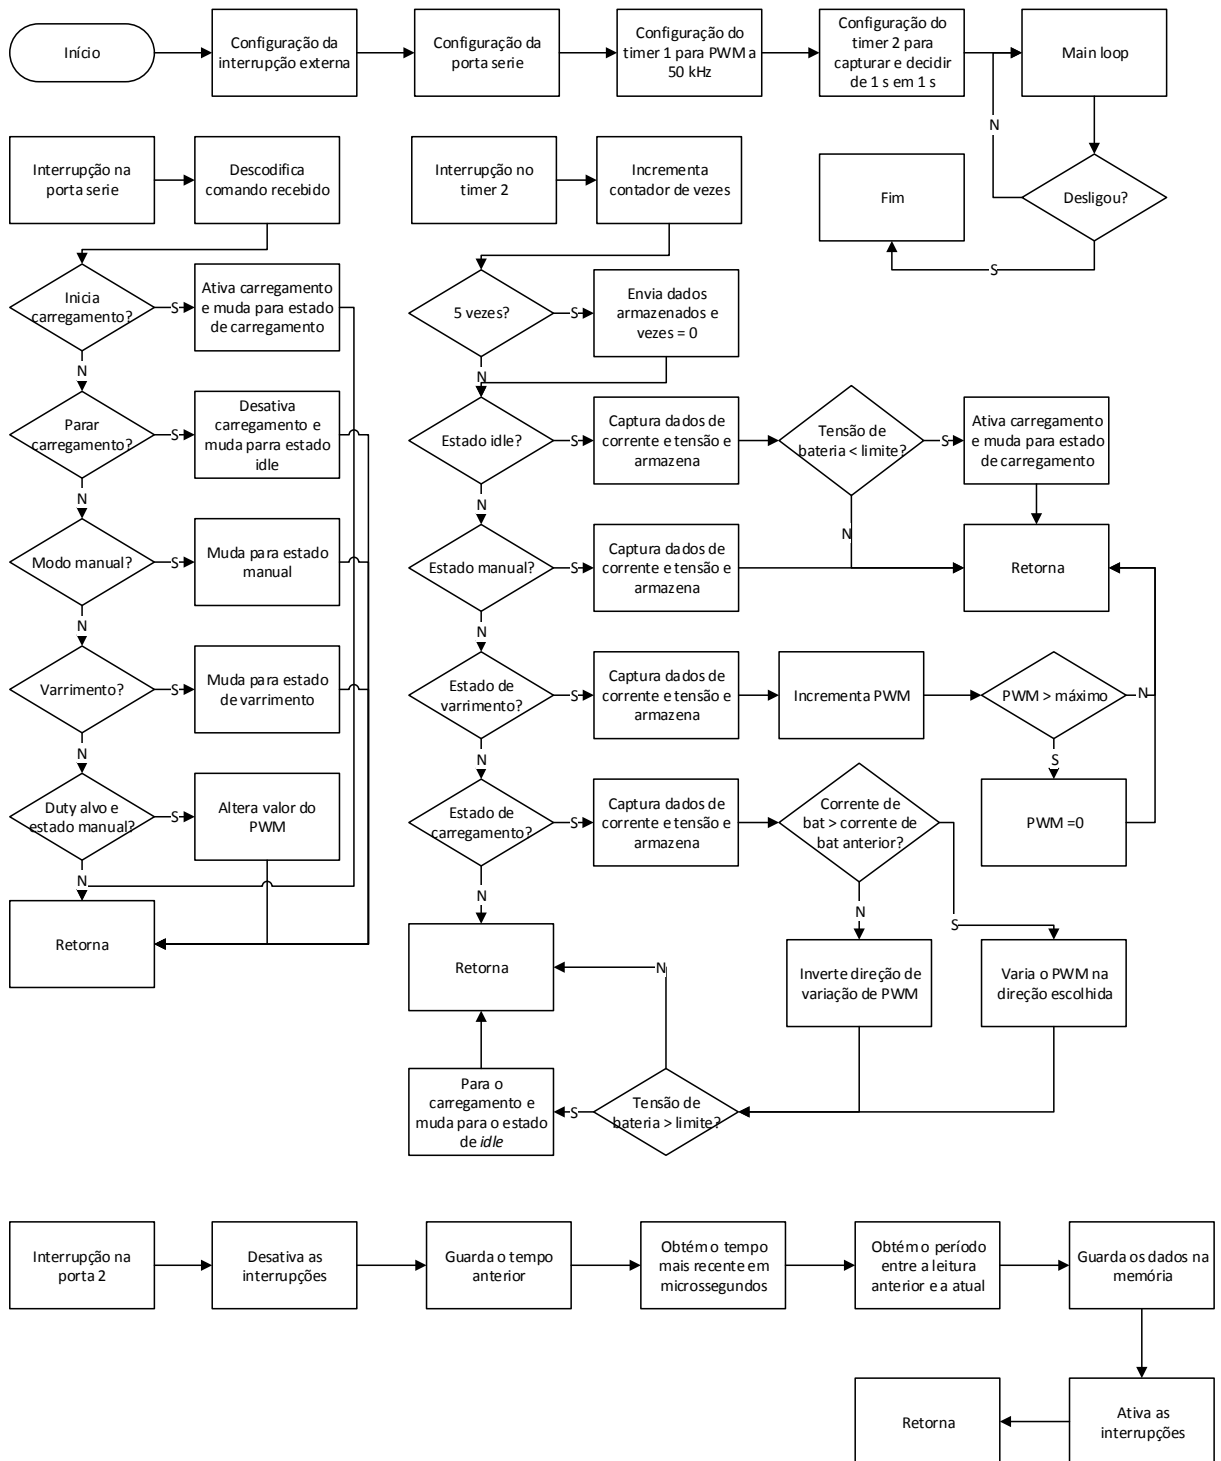 Início
Configuração da
interrupção externa
Configuração da
porta serie
Configuração do
timer 1 para PWM a
50 kHz
Configuração do
timer 2 para
capturar e decidir
de 1 s em 1 s
Main loop
N
Desligou?
S
Fim
Interrupção na
porta serie
Descodifica
comando recebido
Inicia
carregamento?
S
Ativa carregamento
e muda para estado
de carregamento
N
Parar
carregamento?
S
Desativa
carregamento e
muda parra estado
idle
N
Modo manual?
S
Muda para estado
manual
N
Varrimento?
S
Muda para estado
de varrimento
N
Duty alvo e
estado manual?
S
Altera valor do
PWM
N
Retorna
Interrupção no
timer 2
Incrementa
contador de vezes
5 vezes?
S
Envia dados
armazenados e
vezes = 0
N
Estado idle?
S
Captura dados de
corrente e tensão e
armazena
Tensão de
bateria < limite?
S
Ativa carregamento
e muda para estado
de carregamento
N
N
Estado manual?
S
Captura dados de
corrente e tensão e
armazena
Retorna
N
Estado de
varrimento?
S
Captura dados de
corrente e tensão e
armazena
Incrementa PWM
PWM > máximo
N
S
PWM =0
N
Estado de
carregamento?
S
Captura dados de
corrente e tensão e
armazena
Corrente de
bat > corrente de
bat anterior?
N
S
N
Retorna
Inverte direção de
variação de PWM
Varia o PWM na
direção escolhida
N
Tensão de
bateria > limite?
S
Para o
carregamento e
muda para o estado
de idle
Interrupção na
porta 2
Desativa as
interrupções
Guarda o tempo
anterior
Obtém o tempo
mais recente em
microssegundos
Obtém o período
entre a leitura
anterior e a atual
Guarda os dados na
memória
Ativa as
interrupções
Retorna